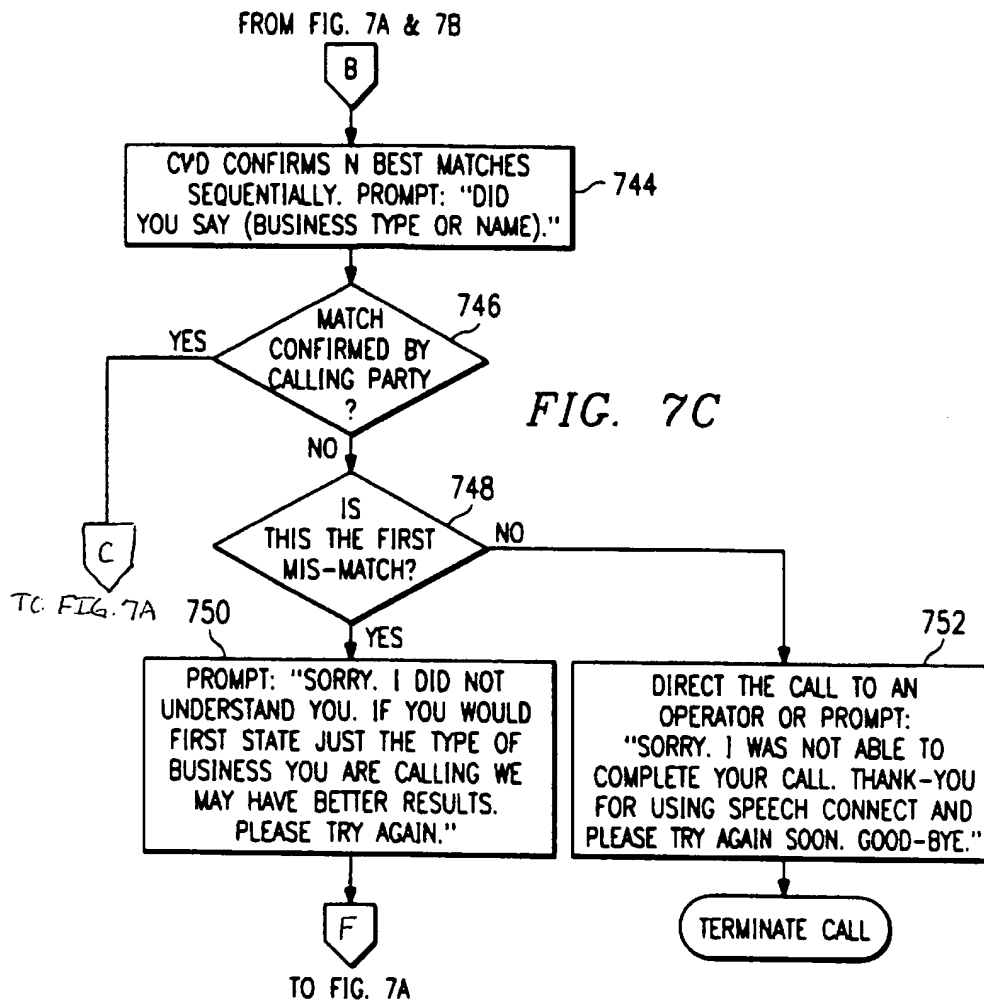 FROM FIG. 7A & 7B
B
CVD CONFIRMS N BEST MATCHES
SEQUENTIALLY. PROMPT: "DID
YOU SAY (BUSINESS TYPE OR NAME)."
744
746
MATCH
CONFIRMED BY
CALLING PARTY
?
YES
NO
FIG. 7C
748
IS
THIS THE FIRST
MIS-MATCH?
NO
YES
C
TO FIG. 7A
750
PROMPT: "SORRY. I DID NOT
UNDERSTAND YOU. IF YOU WOULD
FIRST STATE JUST THE TYPE OF
BUSINESS YOU ARE CALLING WE
MAY HAVE BETTER RESULTS.
PLEASE TRY AGAIN."
752
DIRECT THE CALL TO AN
OPERATOR OR PROMPT:
"SORRY. I WAS NOT ABLE TO
COMPLETE YOUR CALL. THANK-YOU
FOR USING SPEECH CONNECT AND
PLEASE TRY AGAIN SOON. GOOD-BYE."
F
TO FIG. 7A
TERMINATE CALL